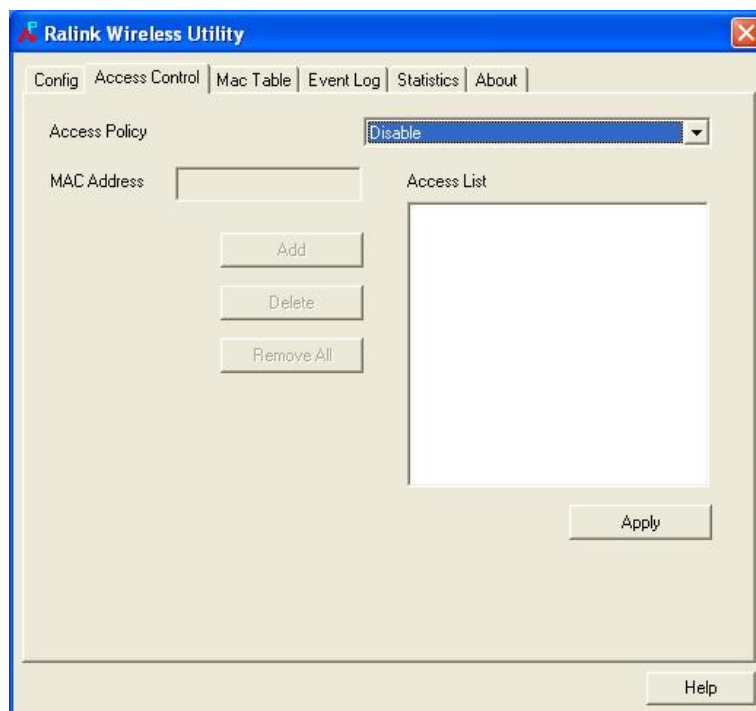 Ralink Wireless Utility
Config Access Control Mac Table Event Log Statistics About
Access Policy Disable
MAC Address Access List
Add
Delete
Remove All
Apply
Help